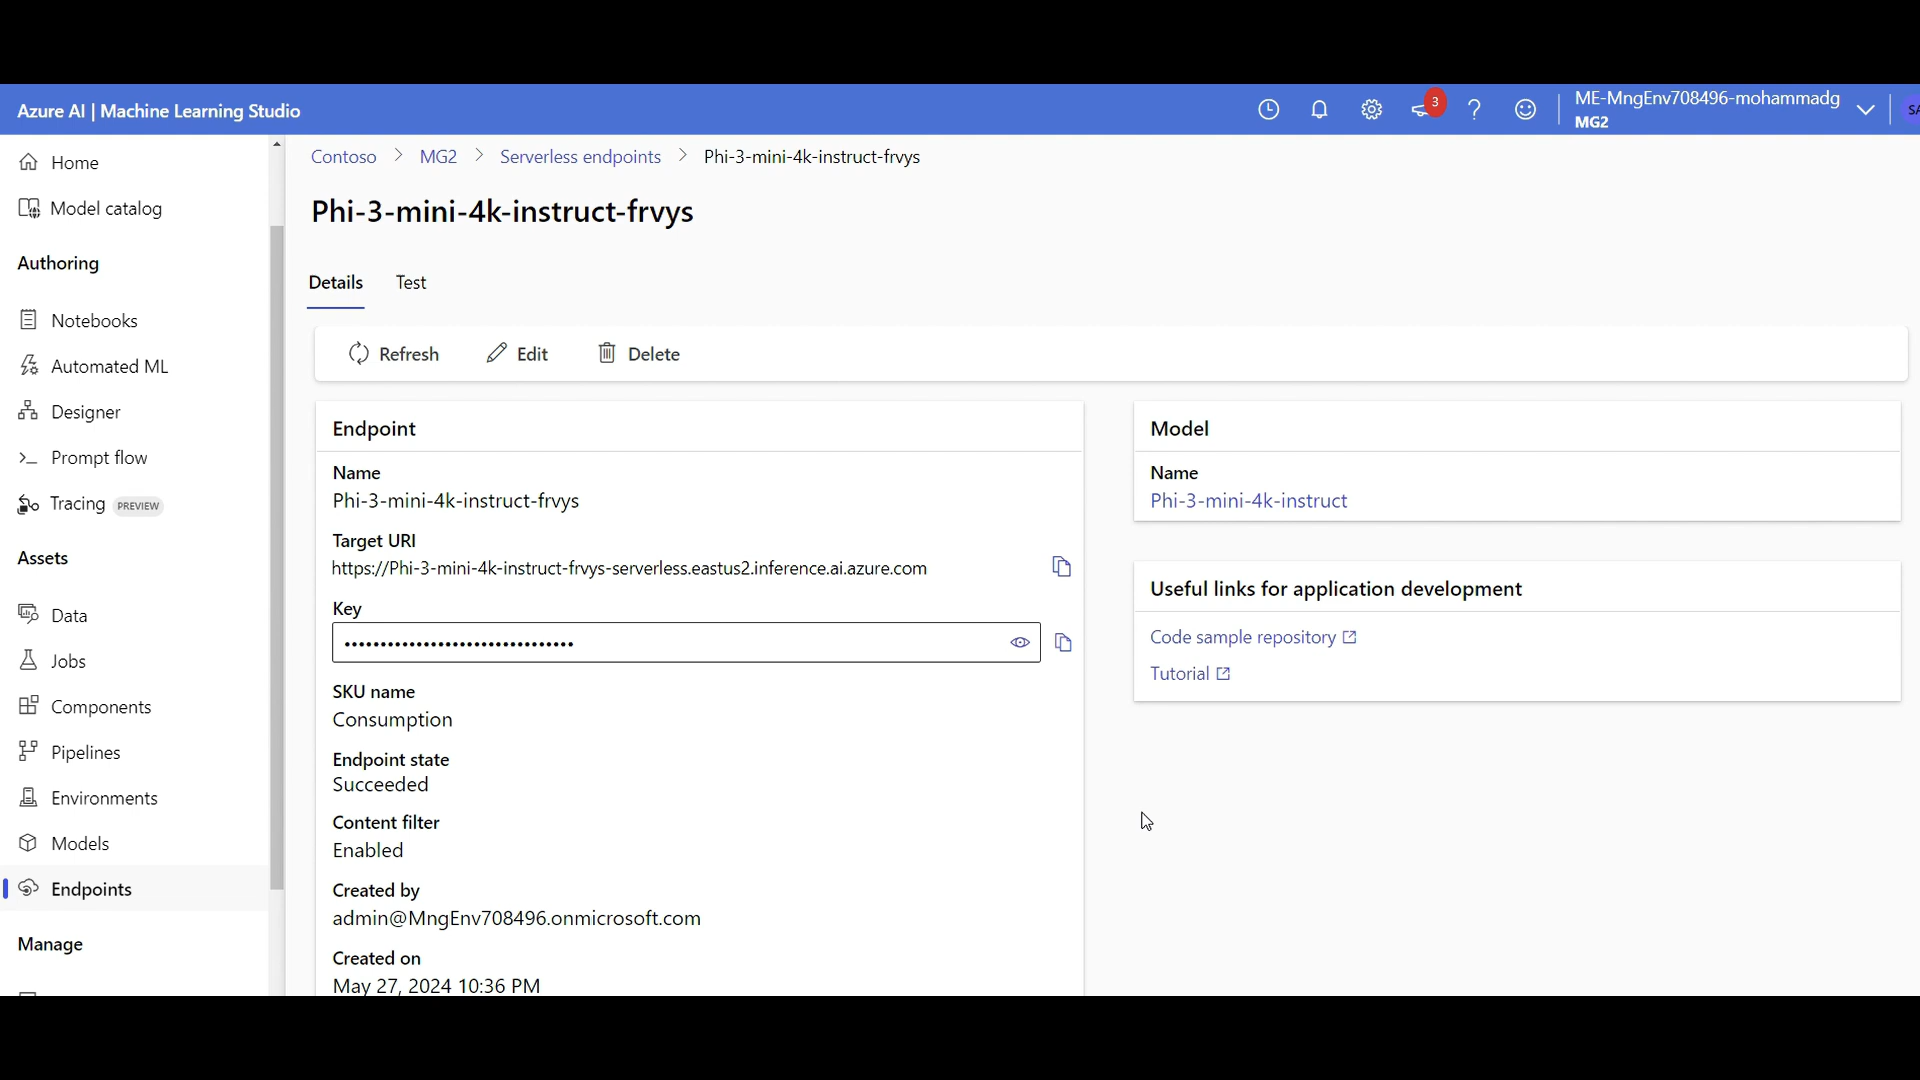 Azure AI | Machine Learning Studio
3
ME-MngEnv708496-mohammadg
MG2
Home
Model catalog
Authoring
Notebooks
Automated ML
Designer
Prompt flow
Tracing PREVIEW
Assets
Data
Jobs
Components
Pipelines
Environments
Models
Endpoints
Manage
Contoso > MG2 > Serverless endpoints > Phi-3-mini-4k-instruct-frvys
Phi-3-mini-4k-instruct-frvys
Details Test
Refresh Edit Delete
Endpoint
Name
Phi-3-mini-4k-instruct-frvys
Target URI
https://Phi-3-mini-4k-instruct-frvys-serverless.eastus2.inference.ai.azure.com
Key
••••••••••••••••••••••••••••••••
SKU name
Consumption
Endpoint state
Succeeded
Content filter
Enabled
Created by
admin@MngEnv708496.onmicrosoft.com
Created on
May 27, 2024 10:36 PM
Model
Name
Phi-3-mini-4k-instruct
Useful links for application development
Code sample repository
Tutorial